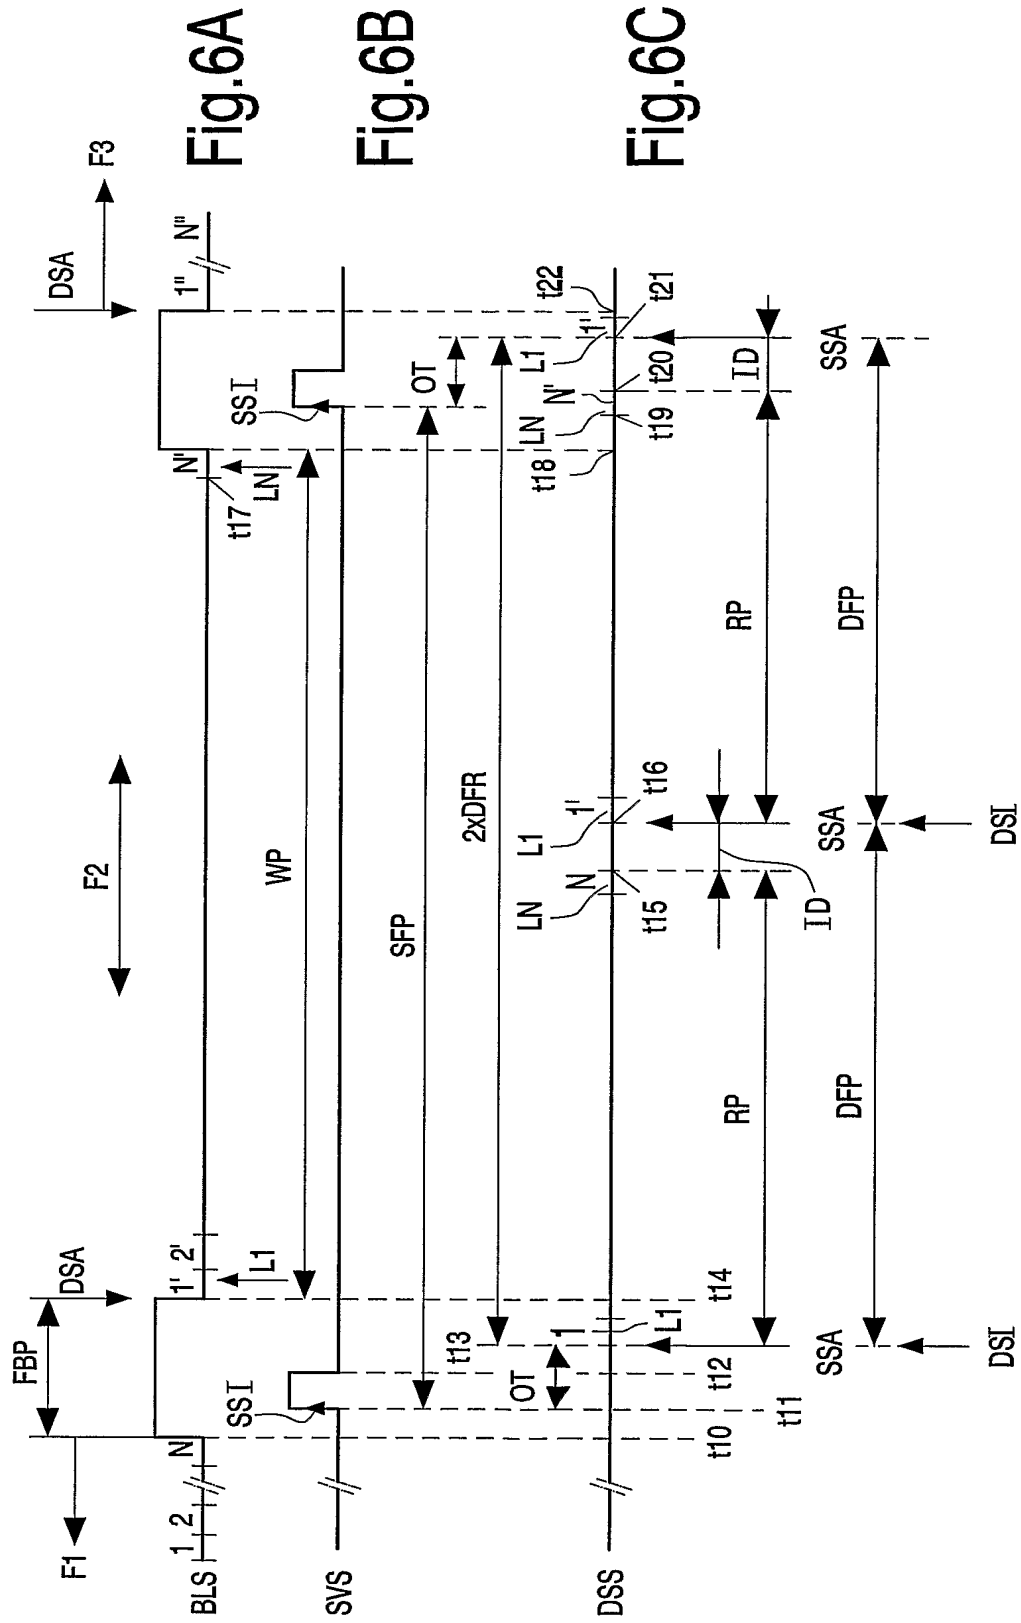 F1
FBP
DSA
F2
DSA
F3
BLS
1
2
N
1'
2'
L1
t17
LN
N'
1"
N"
Fig.6A
WP
SVS
SSI
SSI
Fig.6B
SFP
OT
2xDFR
t13
OT
DSS
1
L1
LN
N
L1
1'
t18
LN
N'
L1
1'
t22
Fig.6C
t10
t11
t12
t14
t15
t16
t19
t20
t21
RP
ID
RP
ID
SSA
DFP
SSA
DFP
SSA
DSI
DSI